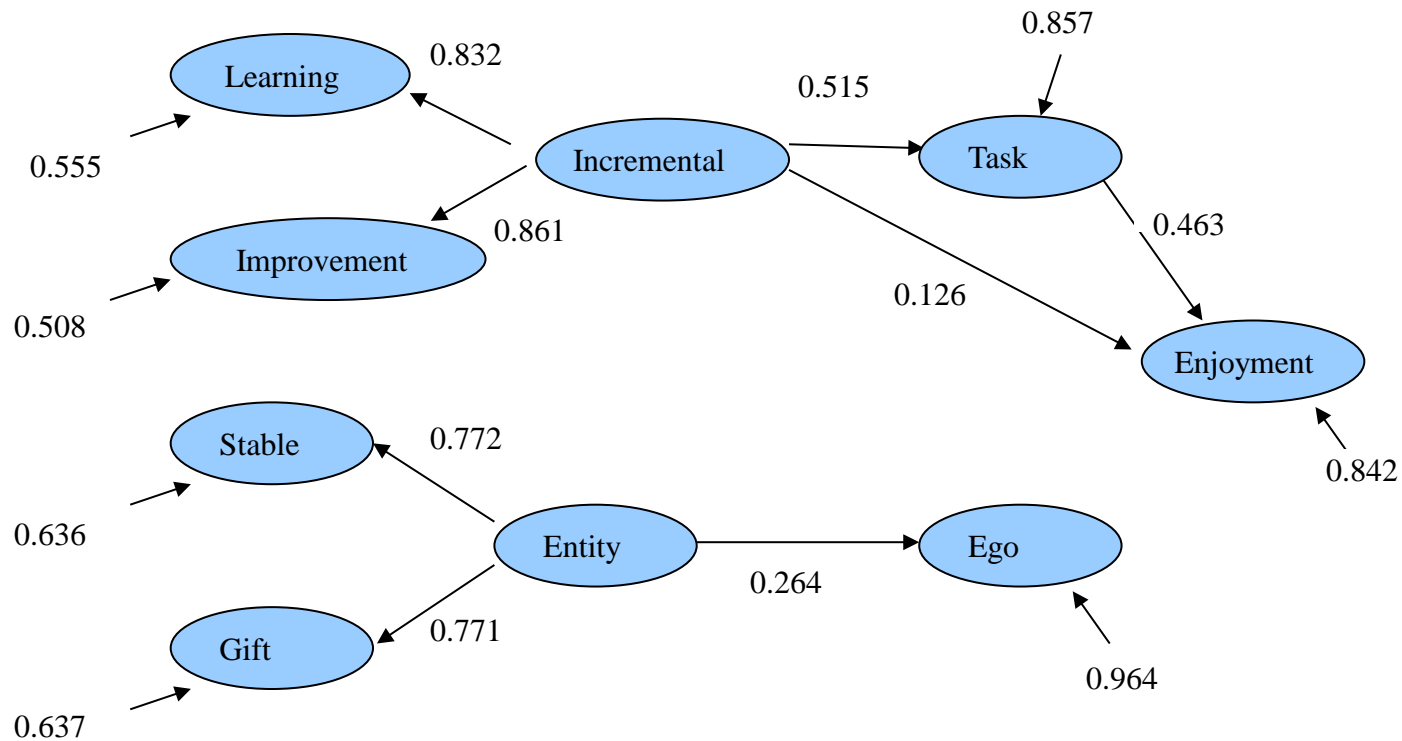 0.857
0.832
Learning
0.515
0.555
Incremental
Task
0.861
0.463
Improvement
0.126
0.508
Enjoyment
Stable
0.772
0.842
0.636
Entity
Ego
0.264
0.771
Gift
0.964
0.637